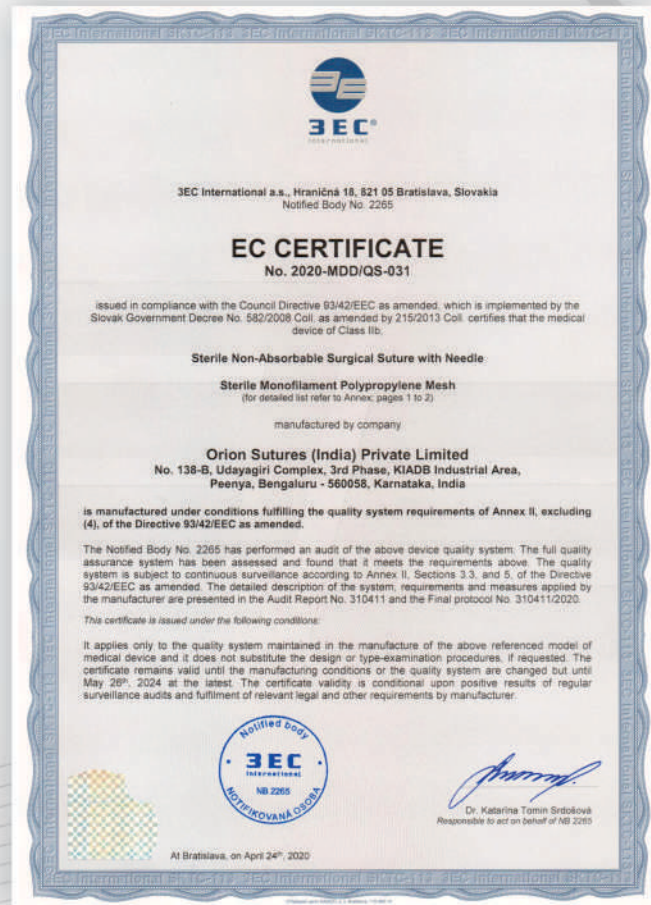 3EC International SKTC-113 3EC International SKTC-113 3EC International SKTC-113
3EC®
international
3EC International a.s., Hraničná 18, 821 05 Bratislava, Slovakia
Notified Body No. 2265
EC CERTIFICATE
No. 2020-MDD/QS-031
issued in compliance with the Council Directive 93/42/EEC as amended, which is implemented by the
Slovak Government Decree No. 582/2008 Coll. as amended by 215/2013 Coll. certifies that the medical
device of Class IIb:
Sterile Non-Absorbable Surgical Suture with Needle
Sterile Monofilament Polypropylene Mesh
(for detailed list refer to Annex; pages 1 to 2)
manufactured by company
Orion Sutures (India) Private Limited
No. 138-B, Udayagiri Complex, 3rd Phase, KIADB Industrial Area,
Peenya, Bengaluru - 560058, Karnataka, India
is manufactured under conditions fulfilling the quality system requirements of Annex II, excluding
(4), of the Directive 93/42/EEC as amended.
The Notified Body No. 2265 has performed an audit of the above device quality system. The full quality
assurance system has been assessed and found that it meets the requirements above. The quality
system is subject to continuous surveillance according to Annex II, Sections 3.3, and 5, of the Directive
93/42/EEC as amended. The detailed description of the system, requirements and measures applied by
the manufacturer are presented in the Audit Report No. 310411 and the Final protocol No. 310411/2020.
This certificate is issued under the following conditions:
It applies only to the quality system maintained in the manufacture of the above referenced model of
medical device and it does not substitute the design or type-examination procedures, if requested. The
certificate remains valid until the manufacturing conditions or the quality system are changed but until
May 26th, 2024 at the latest. The certificate validity is conditional upon positive results of regular
surveillance audits and fulfilment of relevant legal and other requirements by manufacturer.
Notified body
3EC
International
NB 2265
NOTIFIKOVANÁ OSOBA
Dr. Katarína Tomin Srdošová
Responsible to act on behalf of NB 2265
At Bratislava, on April 24th, 2020